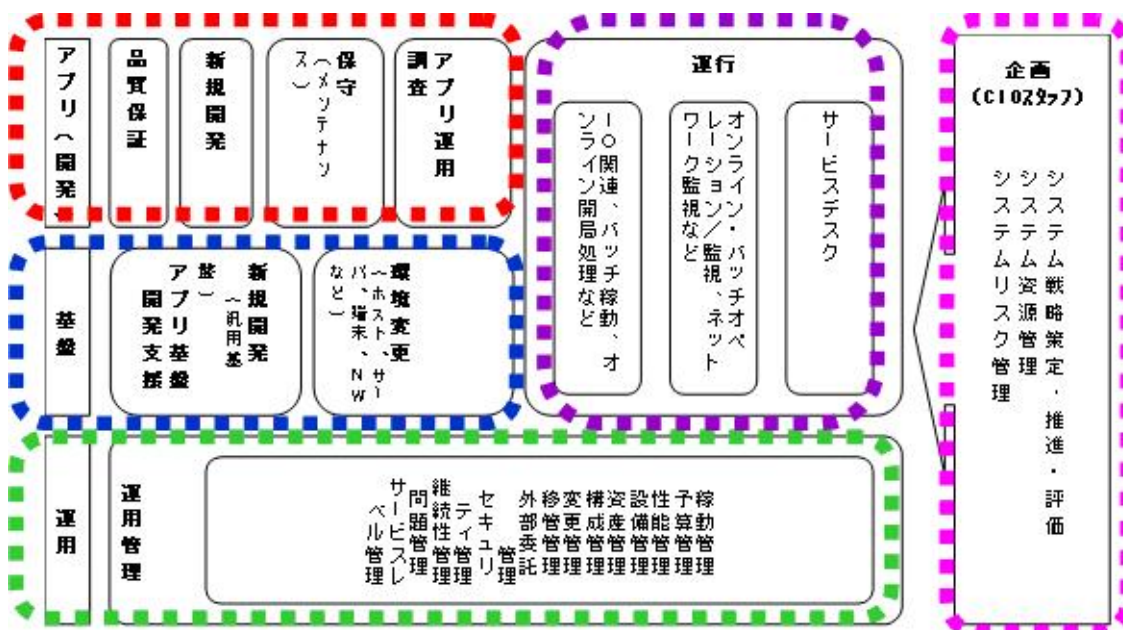 アプリ（開発）
品質保証
新規開発
保守
（メンテナン
ス）
アプリ運用
調査
運行
IO関連、バッチ稼動、オ
ンライン開局処理など
オンライン・バッチオペ
レーション／監視、ネット
ワーク監視など
サービスデスク
企画
(CIOスタッフ)
システム戦略策定・推進・評価
システム資源管理
システムリスク管理
基盤
新規開発
（汎用基
盤）
アプリ基盤
開発支援
環境変更
（ホスト、サー
バ、端末、NW
など）
運用
運用管理
稼動管理
予算管理
性能管理
設備管理
資産管理
構成管理
変更管理
移管管理
外部委託
管理
セキュリ
ティ管理
継続性管理
問題管理
サービスレ
ベル管理